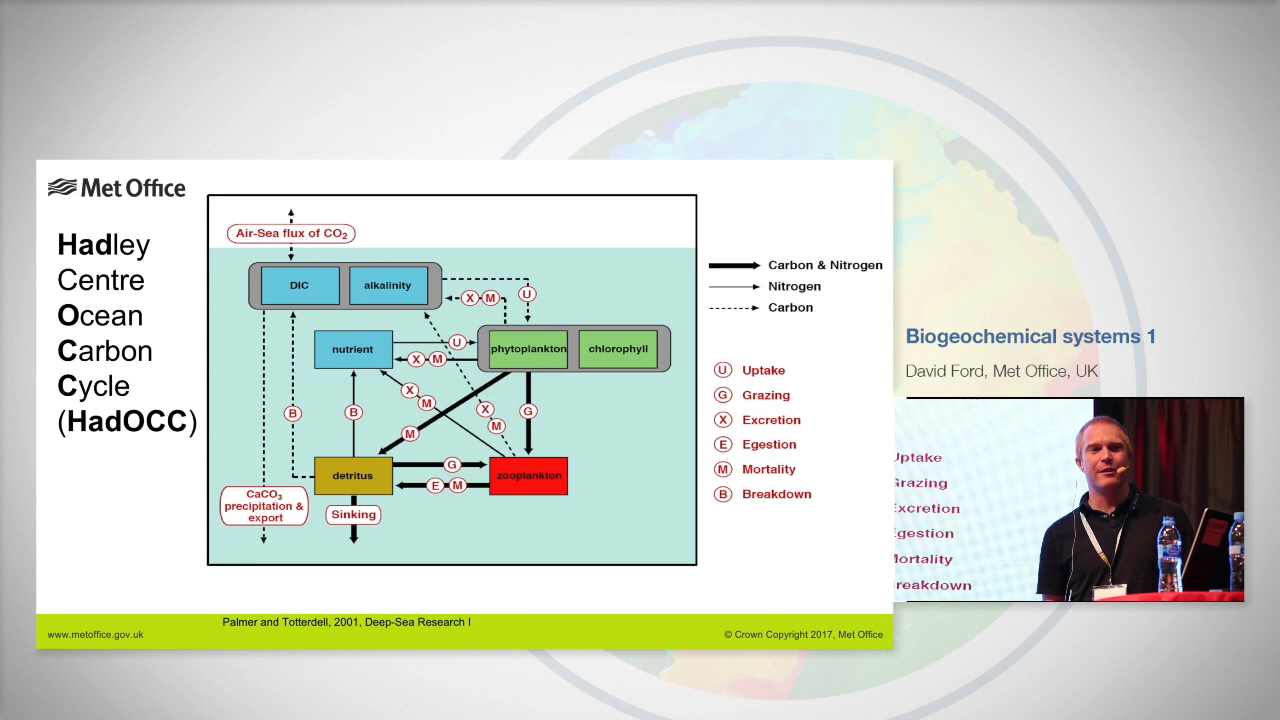 Met Office
Hadley
Centre
Ocean
Carbon
Cycle
(HadOCC)
Air-Sea flux of CO2
DIC
alkalinity
X M
U
nutrient
U
phytoplankton
chlorophyll
X M
X
M
X
M
B
B
G
M
detritus
G
zooplankton
E M
CaCO3
precipitation &
export
Sinking
Carbon & Nitrogen
Nitrogen
Carbon
U Uptake
G Grazing
X Excretion
E Egestion
M Mortality
B Breakdown
Palmer and Totterdell, 2001, Deep-Sea Research I
www.metoffice.gov.uk
© Crown Copyright 2017, Met Office
Biogeochemical systems 1
David Ford, Met Office, UK
Uptake
Grazing
Excretion
Egestion
Mortality
reakdown